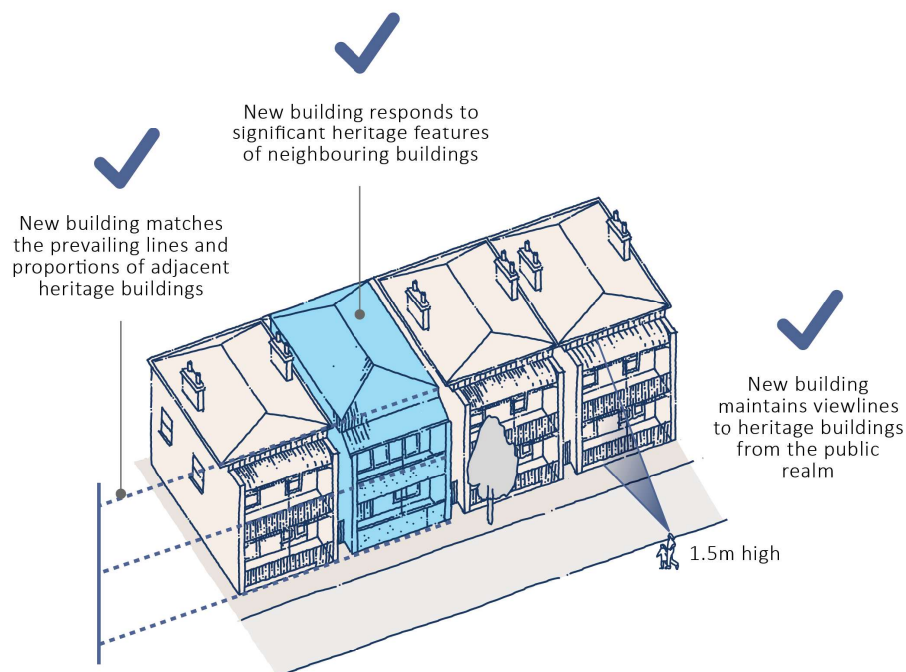 New building responds to
significant heritage features
of neighbouring buildings
New building matches
the prevailing lines and
proportions of adjacent
heritage buildings
New building
maintains viewlines
to heritage buildings
from the public
realm
1.5m high